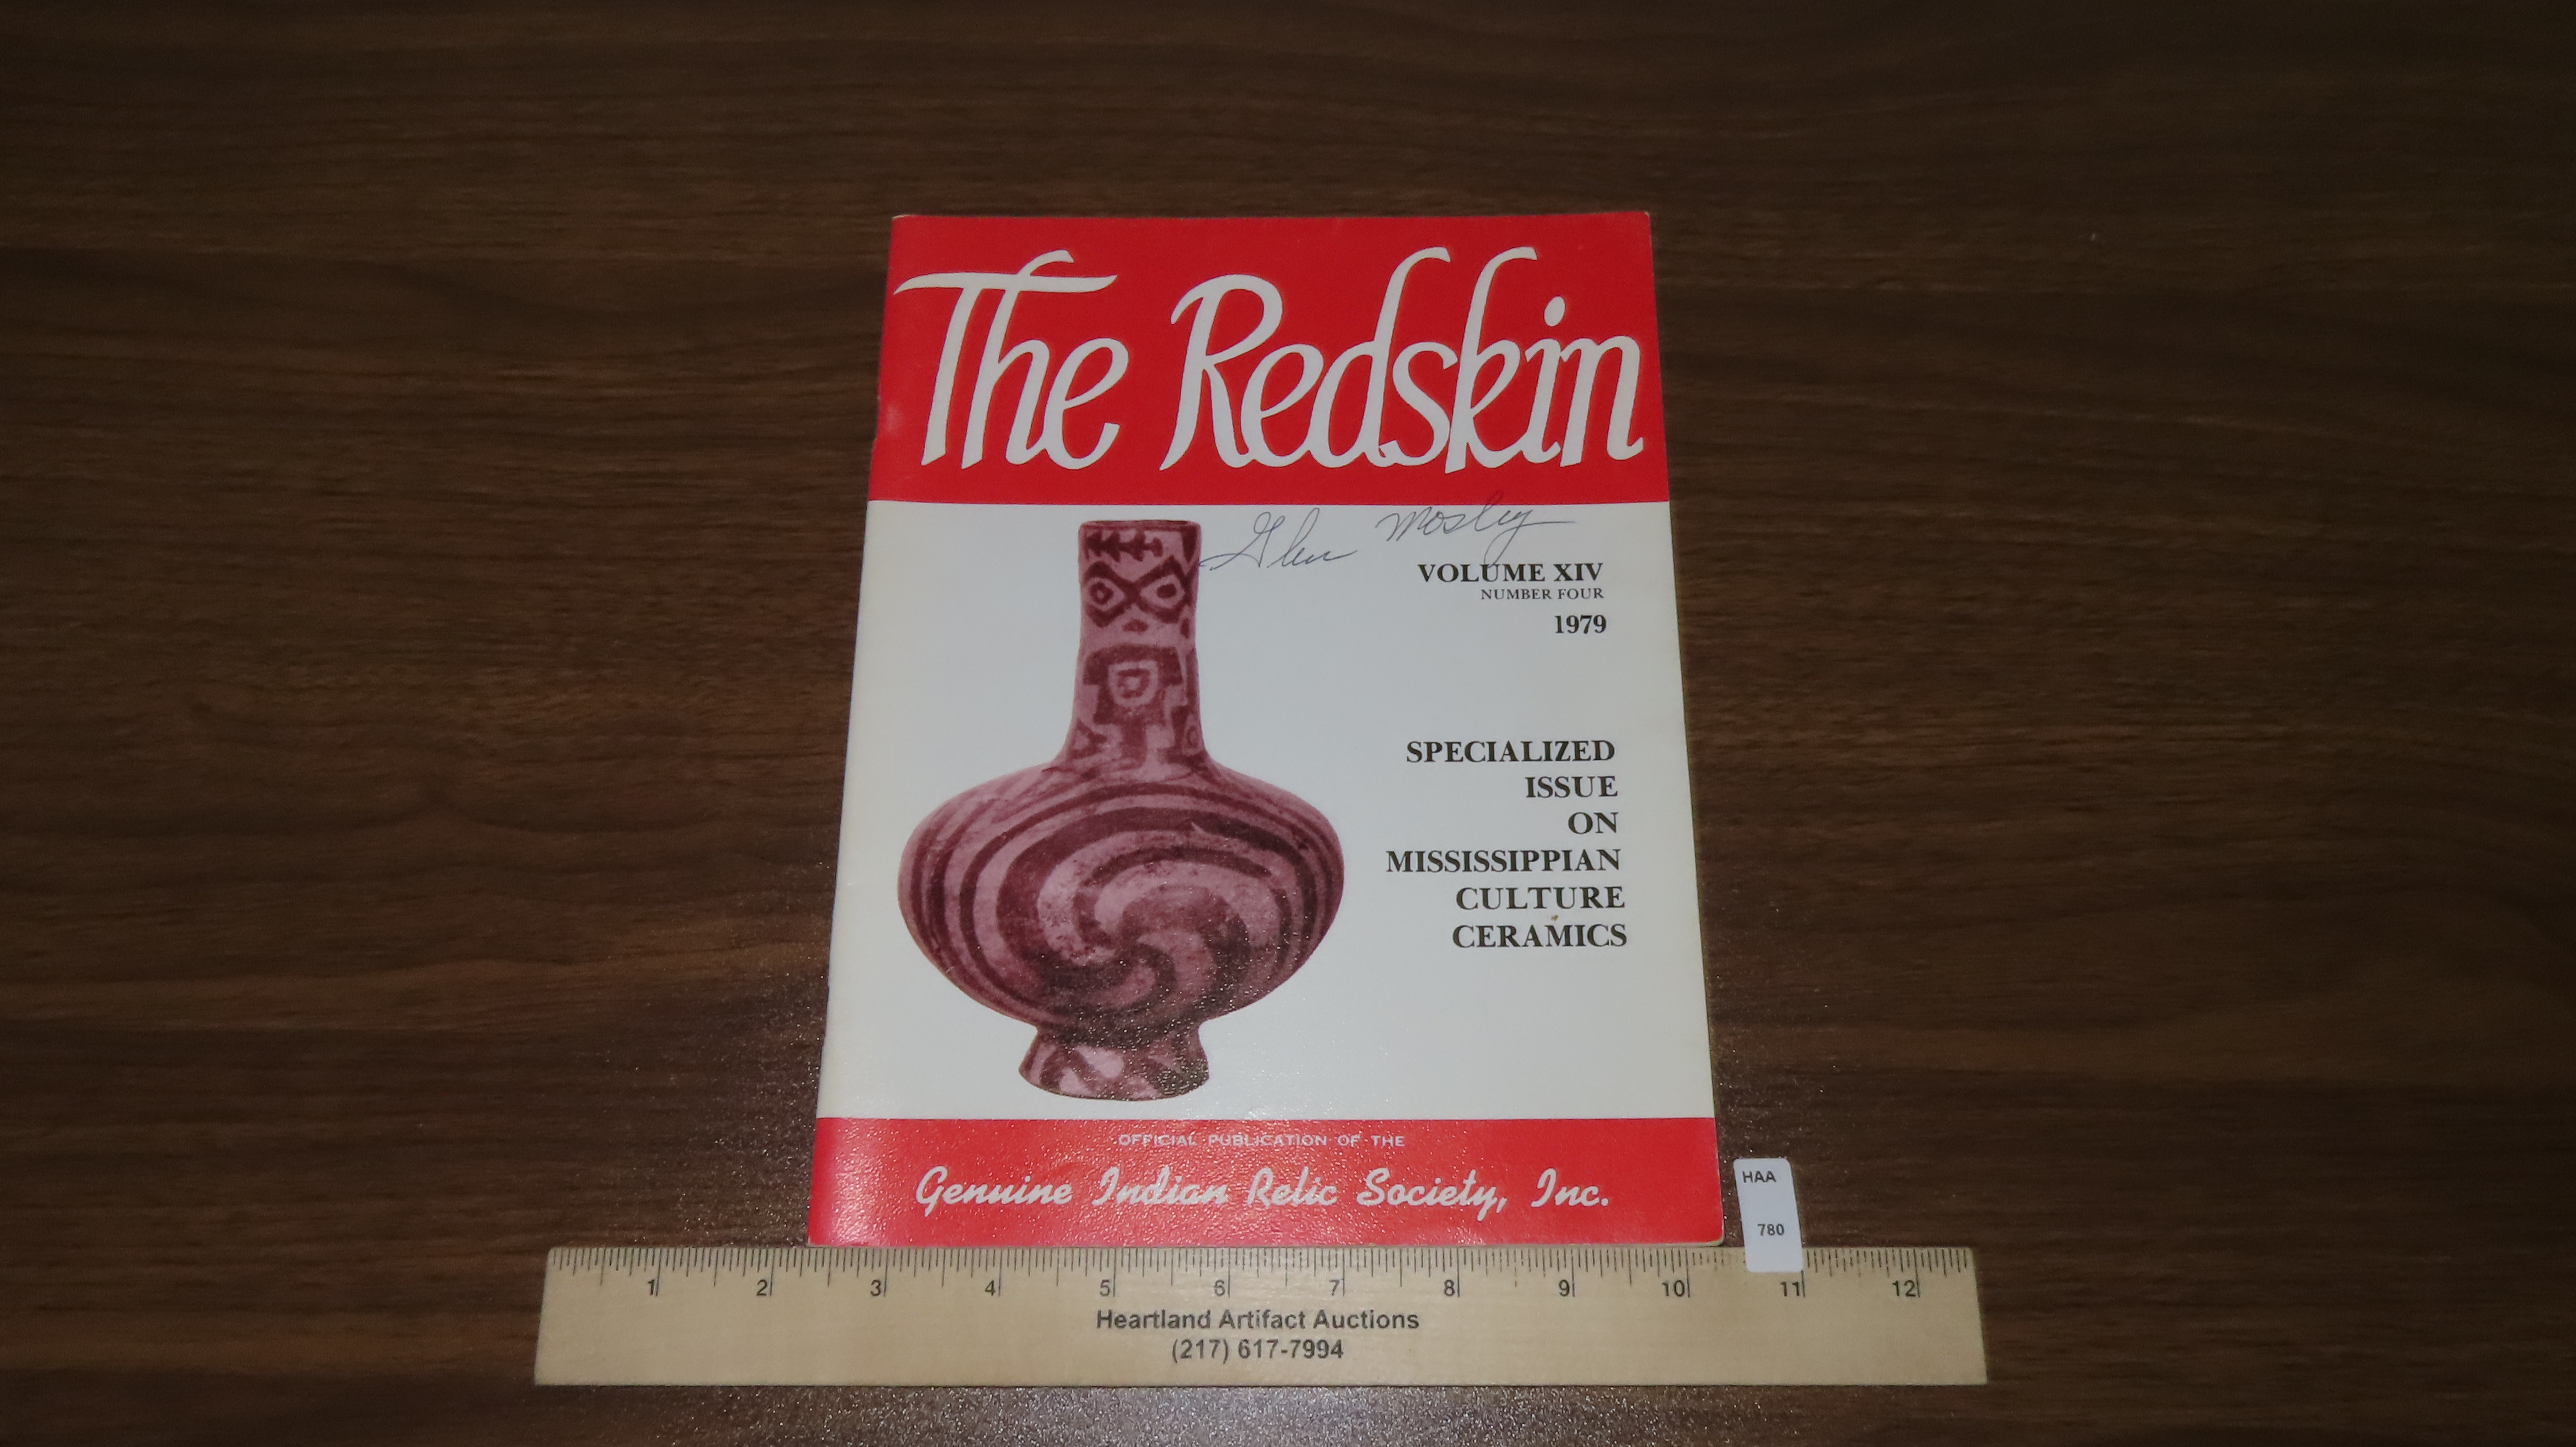 The Redskin
Glen Mosley
VOLUME XIV
NUMBER FOUR
1979
SPECIALIZED
ISSUE
ON
MISSISSIPPIAN
CULTURE
CERAMICS
OFFICIAL PUBLICATION OF THE
Genuine Indian Relic Society, Inc.
HAA
780
1 2 3 4 5 6 7 8 9 10 11 12
Heartland Artifact Auctions
(217) 617-7994